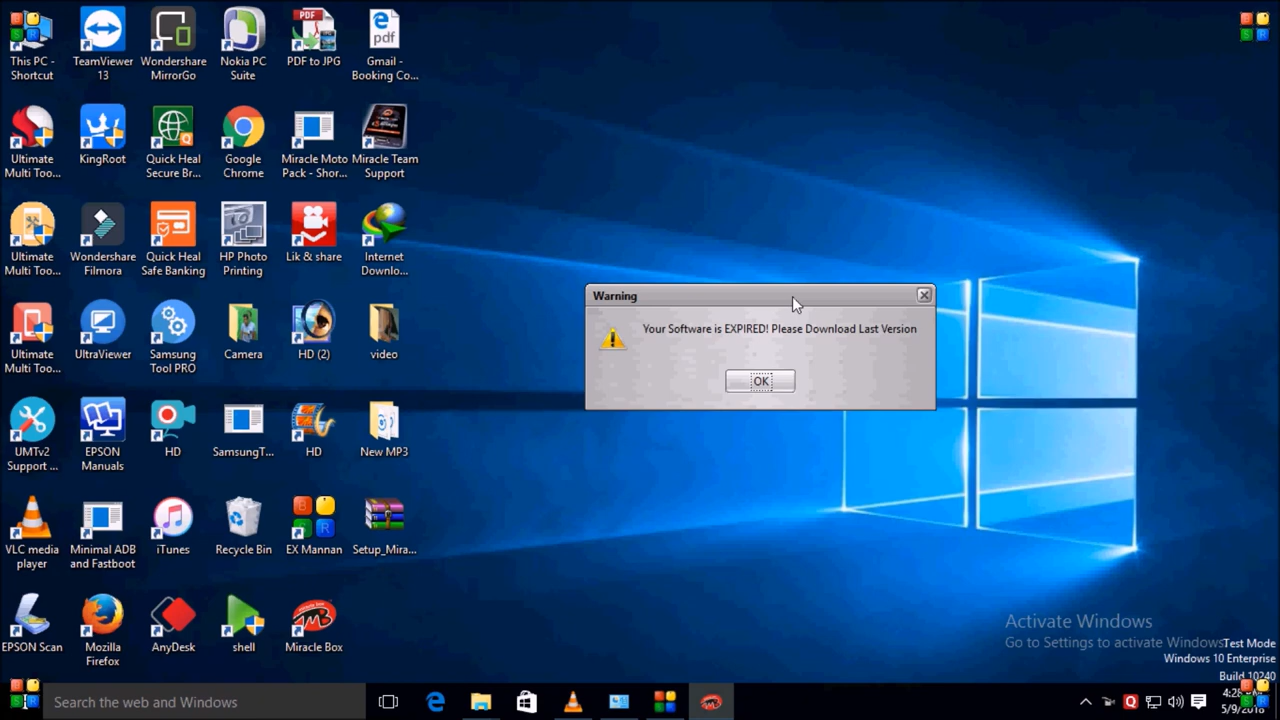 This PC -
Shortcut
TeamViewer
13
Wondershare
MirrorGo
Nokia PC
Suite
PDF
PDF to JPG
pdf
Gmail -
Booking Co...
Ultimate
Multi Too...
KingRoot
Quick Heal
Secure Br...
Google
Chrome
Miracle Moto
Pack - Shor...
Miracle Team
Support
Ultimate
Multi Too...
Wondershare
Filmora
Quick Heal
Safe Banking
HP Photo
Printing
Lik & share
Internet
Downlo...
Ultimate
Multi Too...
UltraViewer
Samsung
Tool PRO
Camera
HD (2)
video
UMTv2
Support ...
EPSON
Manuals
HD
SamsungT...
HD
New MP3
VLC media
player
Minimal ADB
and Fastboot
iTunes
Recycle Bin
EX Mannan
Setup_Mira...
EPSON Scan
Mozilla
Firefox
AnyDesk
shell
Miracle Box
Warning
Your Software is EXPIRED! Please Download Last Version
OK
Activate Windows
Go to Settings to activate Windows
Test Mode
Windows 10 Enterprise
Build 10240
Search the web and Windows
5/9/2018